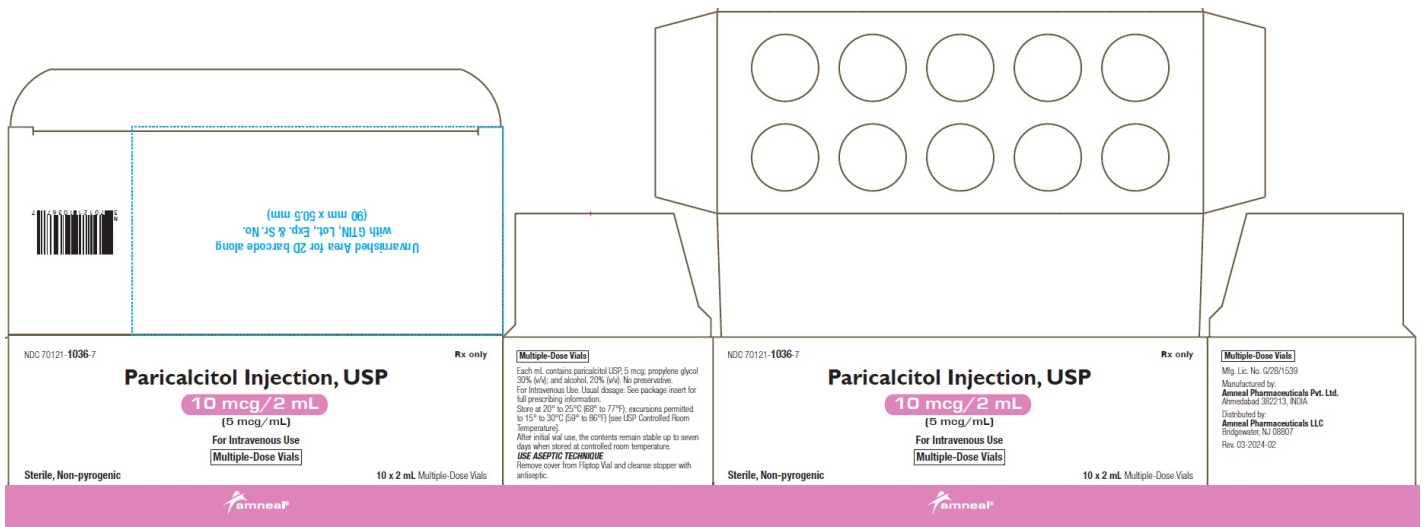 Unvarnished Area for 2D barcode along
with GTIN, Lot., Exp. & Sr. No.
(90 mm x 50.5 mm)
N
3 70121 10367 7
NDC 70121-1036-7
Rx only
Paricalcitol Injection, USP
10 mcg/2 mL
(5 mcg/mL)
For Intravenous Use
Multiple-Dose Vials
Sterile, Non-pyrogenic
10 x 2 mL Multiple-Dose Vials
amneal®
Multiple-Dose Vials
Each mL contains paricalcitol USP, 5 mcg; propylene glycol
30% (v/v); and alcohol, 20% (v/v). No preservative.
For Intravenous Use. Usual dosage: See package insert for
full prescribing information.
Store at 20° to 25°C (68° to 77°F); excursions permitted
to 15° to 30°C (59° to 86°F) [see USP Controlled Room
Temperature].
After initial vial use, the contents remain stable up to seven
days when stored at controlled room temperature.
USE ASEPTIC TECHNIQUE
Remove cover from Fliptop Vial and cleanse stopper with
antiseptic.
NDC 70121-1036-7
Rx only
Paricalcitol Injection, USP
10 mcg/2 mL
(5 mcg/mL)
For Intravenous Use
Multiple-Dose Vials
Sterile, Non-pyrogenic
10 x 2 mL Multiple-Dose Vials
amneal®
Multiple-Dose Vials
Mfg. Lic. No. G/28/1539
Manufactured by:
Amneal Pharmaceuticals Pvt. Ltd.
Ahmedabad 382213, INDIA
Distributed by:
Amneal Pharmaceuticals LLC
Bridgewater, NJ 08807
Rev. 03-2024-02